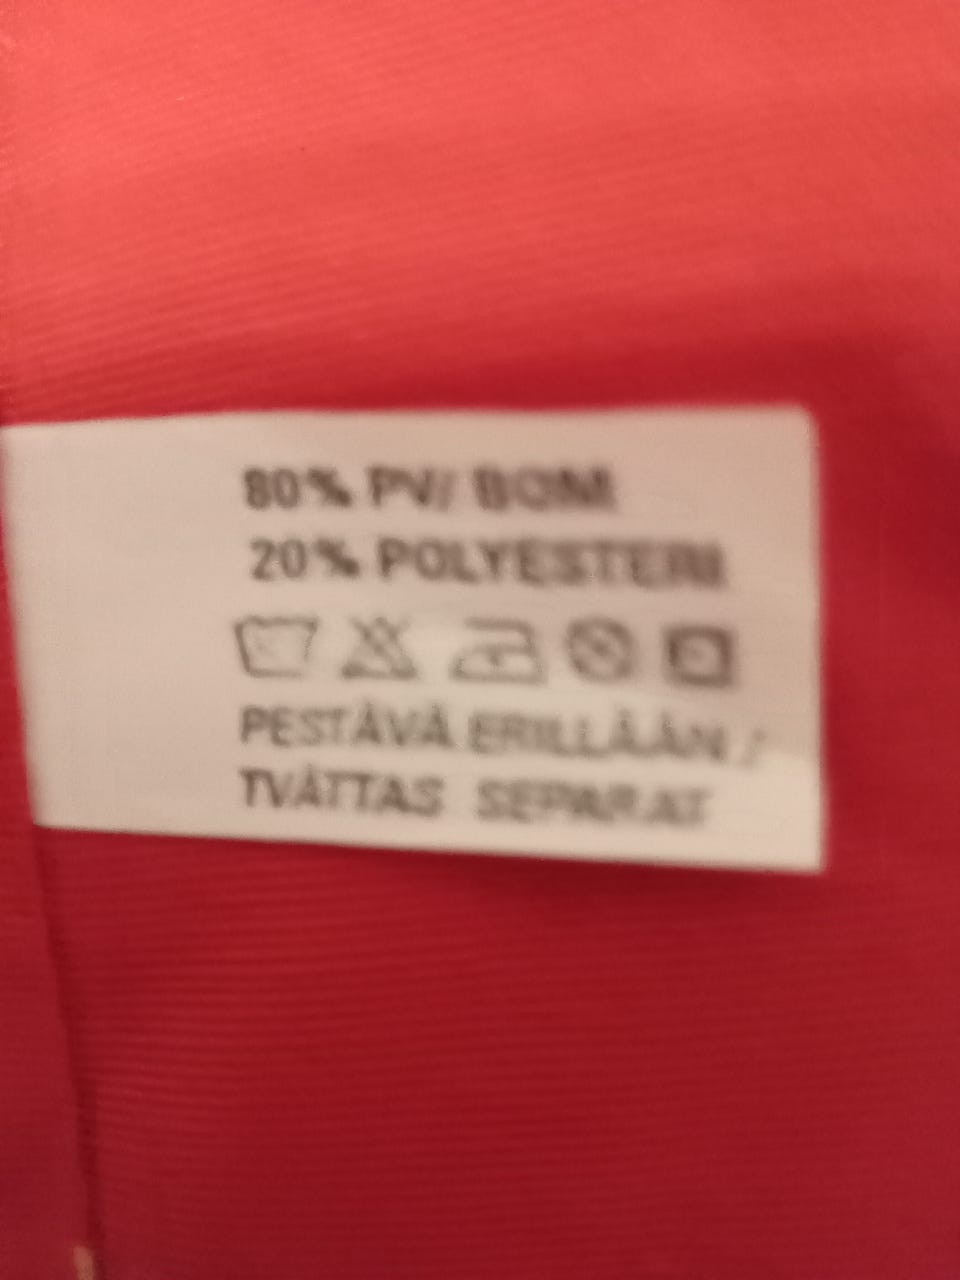 80% PV/ BOM
20% POLYESTERI
PESTÄVÄ ERILLÄÄN /
TVÄTTAS SEPARAT